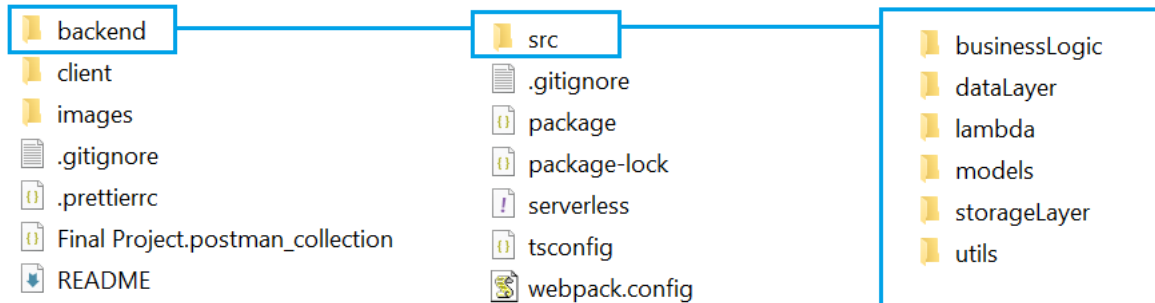 backend
client
images
.gitignore
.prettierrc
Final Project.postman_collection
README
src
.gitignore
package
package-lock
serverless
tsconfig
webpack.config
businessLogic
dataLayer
lambda
models
storageLayer
utils